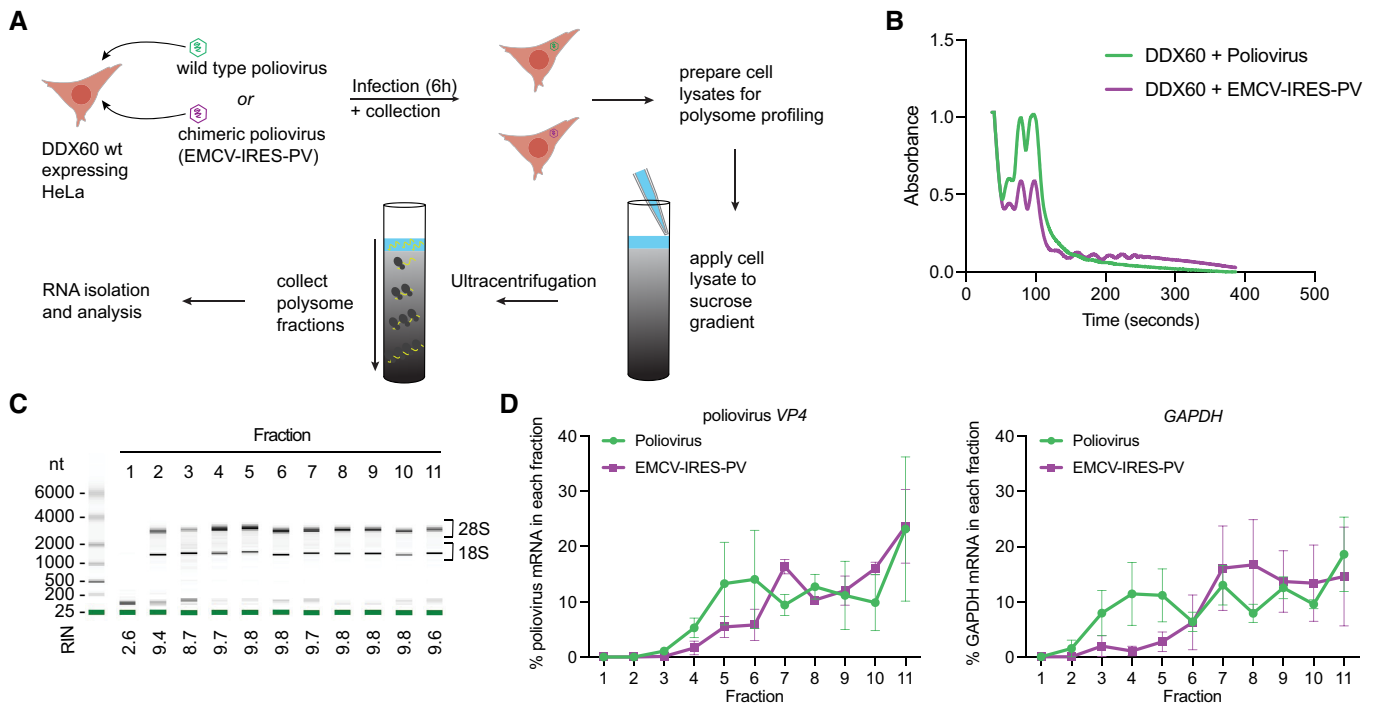 A
wild type poliovirus
or
chimeric poliovirus
(EMCV-IRES-PV)
DDX60 wt
expressing
HeLa
Infection (6h)
+ collection
prepare cell
lysates for
polysome profiling
apply cell
lysate to
sucrose
gradient
Ultracentrifugation
collect
polysome
fractions
RNA isolation
and analysis
B
1.5
1.0
0.5
0.0
Absorbance
0 100 200 300 400 500
Time (seconds)
DDX60 + Poliovirus
DDX60 + EMCV-IRES-PV
C
Fraction
nt 1 2 3 4 5 6 7 8 9 10 11
6000 -
4000 -
2000 -
1000 -
500 -
200 -
25 -
28S
18S
RIN 2.6 9.4 8.7 9.7 9.8 9.8 9.7 9.8 9.8 9.8 9.6
D
poliovirus VP4
% poliovirus mRNA in each fraction
40
30
20
10
0
Poliovirus
EMCV-IRES-PV
1 2 3 4 5 6 7 8 9 10 11
Fraction
GAPDH
% GAPDH mRNA in each fraction
40
30
20
10
0
Poliovirus
EMCV-IRES-PV
1 2 3 4 5 6 7 8 9 10 11
Fraction